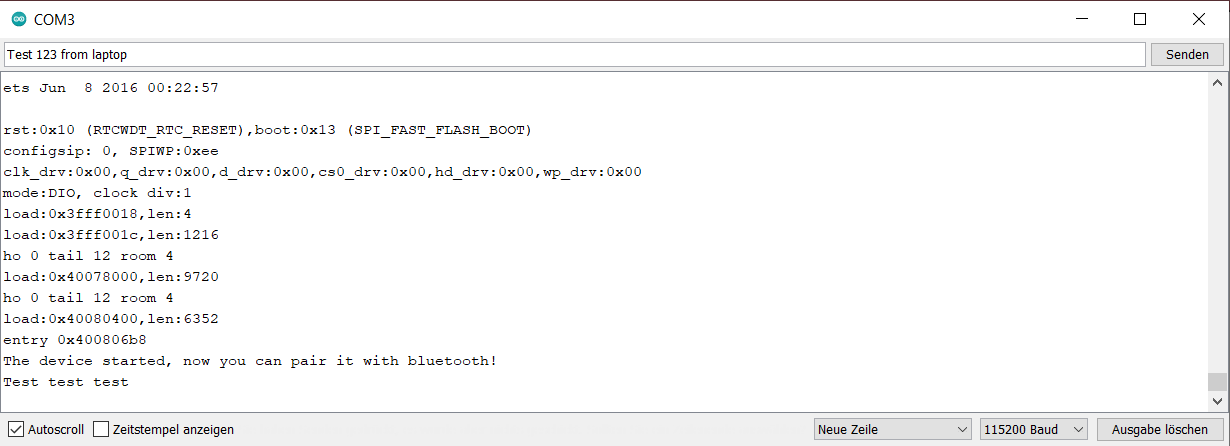 COM3
Test 123 from laptop
Senden
ets Jun  8 2016 00:22:57
rst:0x10 (RTCWDT_RTC_RESET),boot:0x13 (SPI_FAST_FLASH_BOOT)
configsip: 0, SPIWP:0xee
clk_drv:0x00,q_drv:0x00,d_drv:0x00,cs0_drv:0x00,hd_drv:0x00,wp_drv:0x00
mode:DIO, clock div:1
load:0x3fff0018,len:4
load:0x3fff001c,len:1216
ho 0 tail 12 room 4
load:0x40078000,len:9720
ho 0 tail 12 room 4
load:0x40080400,len:6352
entry 0x400806b8
The device started, now you can pair it with bluetooth!
Test test test
Autoscroll
Zeitstempel anzeigen
Neue Zeile
115200 Baud
Ausgabe löschen